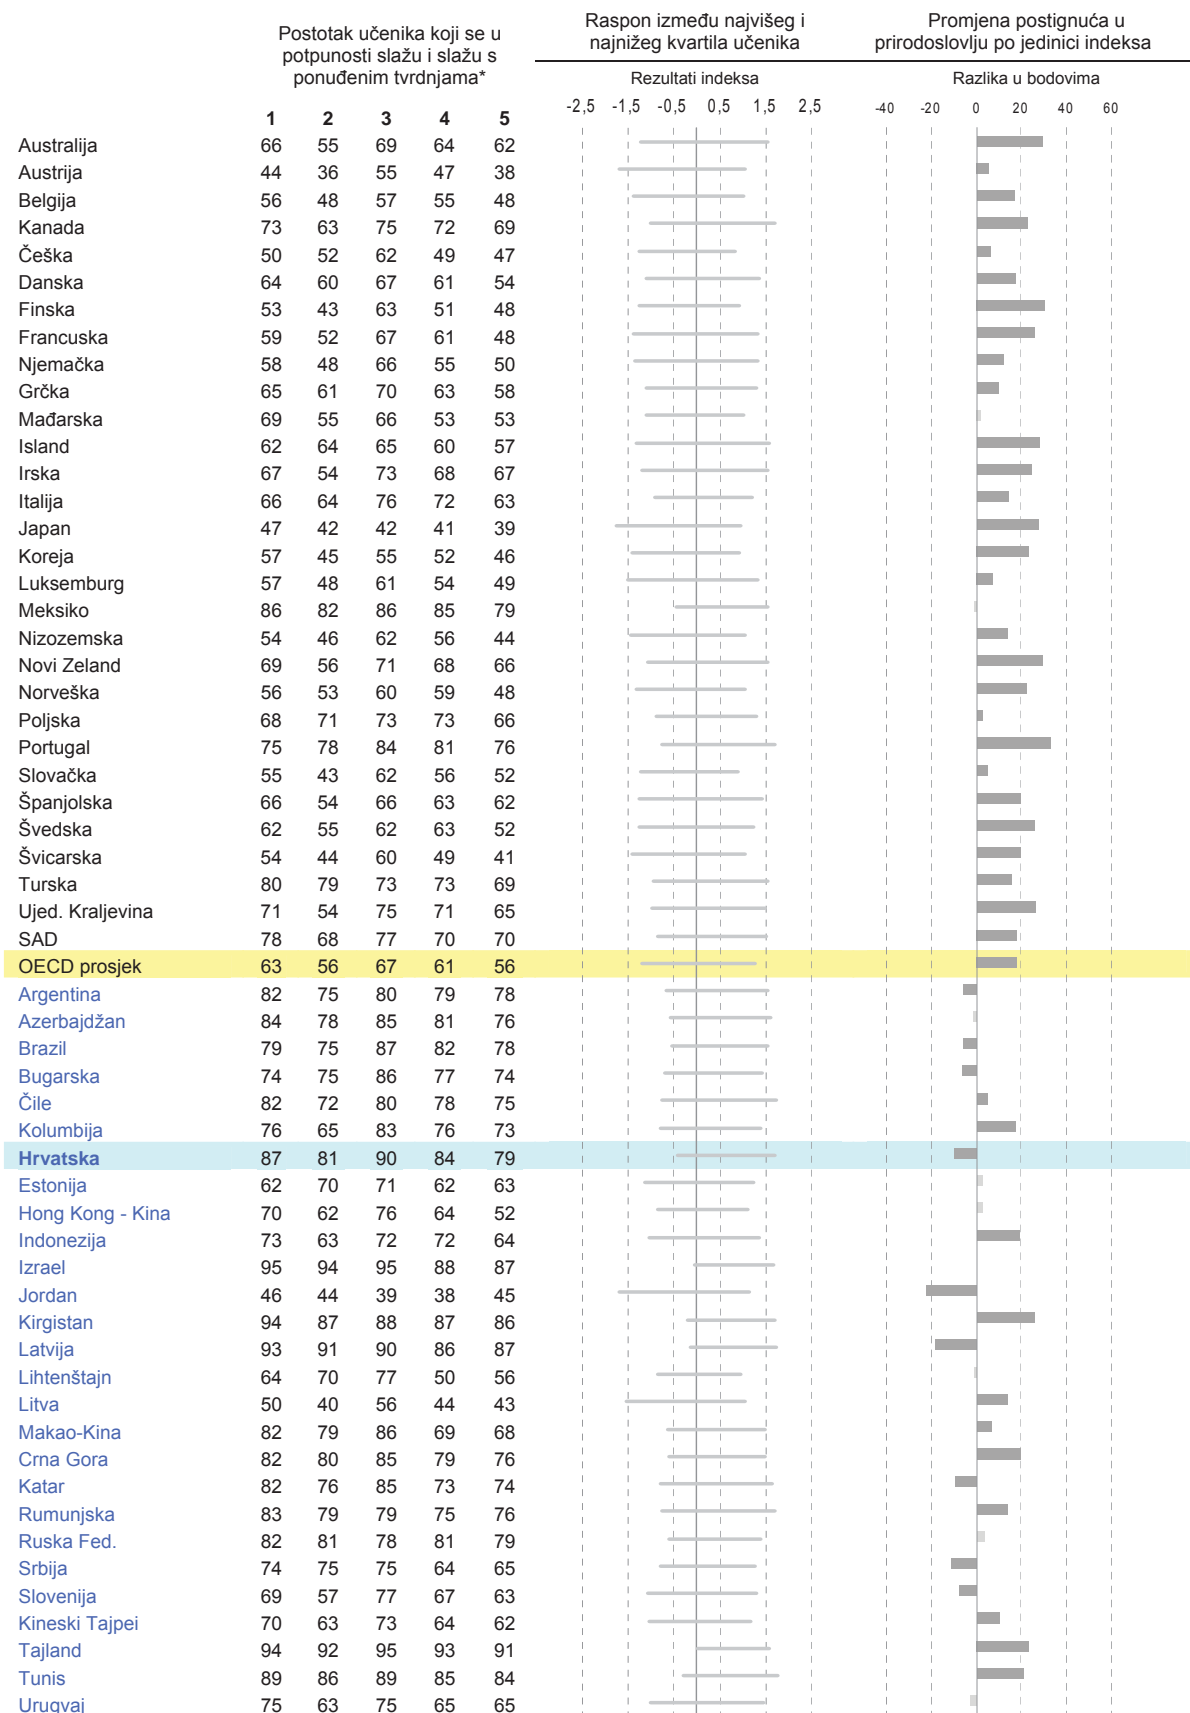 Postotak učenika koji se u
potpunosti slažu i slažu s
ponuđenim tvrdnjama*
Raspon između najvišeg i
najnižeg kvartila učenika
Promjena postignuća u
prirodoslovlju po jedinici indeksa
Rezultati indeksa
Razlika u bodovima
1 2 3 4 5
-2,5 -1,5 -0,5 0,5 1,5 2,5
-40 -20 0 20 40 60
Australija 66 55 69 64 62
Austrija 44 36 55 47 38
Belgija 56 48 57 55 48
Kanada 73 63 75 72 69
Češka 50 52 62 49 47
Danska 64 60 67 61 54
Finska 53 43 63 51 48
Francuska 59 52 67 61 48
Njemačka 58 48 66 55 50
Grčka 65 61 70 63 58
Mađarska 69 55 66 53 53
Island 62 64 65 60 57
Irska 67 54 73 68 67
Italija 66 64 76 72 63
Japan 47 42 42 41 39
Koreja 57 45 55 52 46
Luksemburg 57 48 61 54 49
Meksiko 86 82 86 85 79
Nizozemska 54 46 62 56 44
Novi Zeland 69 56 71 68 66
Norveška 56 53 60 59 48
Poljska 68 71 73 73 66
Portugal 75 78 84 81 76
Slovačka 55 43 62 56 52
Španjolska 66 54 66 63 62
Švedska 62 55 62 63 52
Švicarska 54 44 60 49 41
Turska 80 79 73 73 69
Ujed. Kraljevina 71 54 75 71 65
SAD 78 68 77 70 70
OECD prosjek 63 56 67 61 56
Argentina 82 75 80 79 78
Azerbajdžan 84 78 85 81 76
Brazil 79 75 87 82 78
Bugarska 74 75 86 77 74
Čile 82 72 80 78 75
Kolumbija 76 65 83 76 73
Hrvatska 87 81 90 84 79
Estonija 62 70 71 62 63
Hong Kong - Kina 70 62 76 64 52
Indonezija 73 63 72 72 64
Izrael 95 94 95 88 87
Jordan 46 44 39 38 45
Kirgistan 94 87 88 87 86
Latvija 93 91 90 86 87
Lihtenštajn 64 70 77 50 56
Litva 50 40 56 44 43
Makao-Kina 82 79 86 69 68
Crna Gora 82 80 85 79 76
Katar 82 76 85 73 74
Rumunjska 83 79 79 75 76
Ruska Fed. 82 81 78 81 79
Srbija 74 75 75 64 65
Slovenija 69 57 77 67 63
Kineski Tajpei 70 63 73 64 62
Tajland 94 92 95 93 91
Tunis 89 86 89 85 84
Urugvaj 75 63 75 65 65